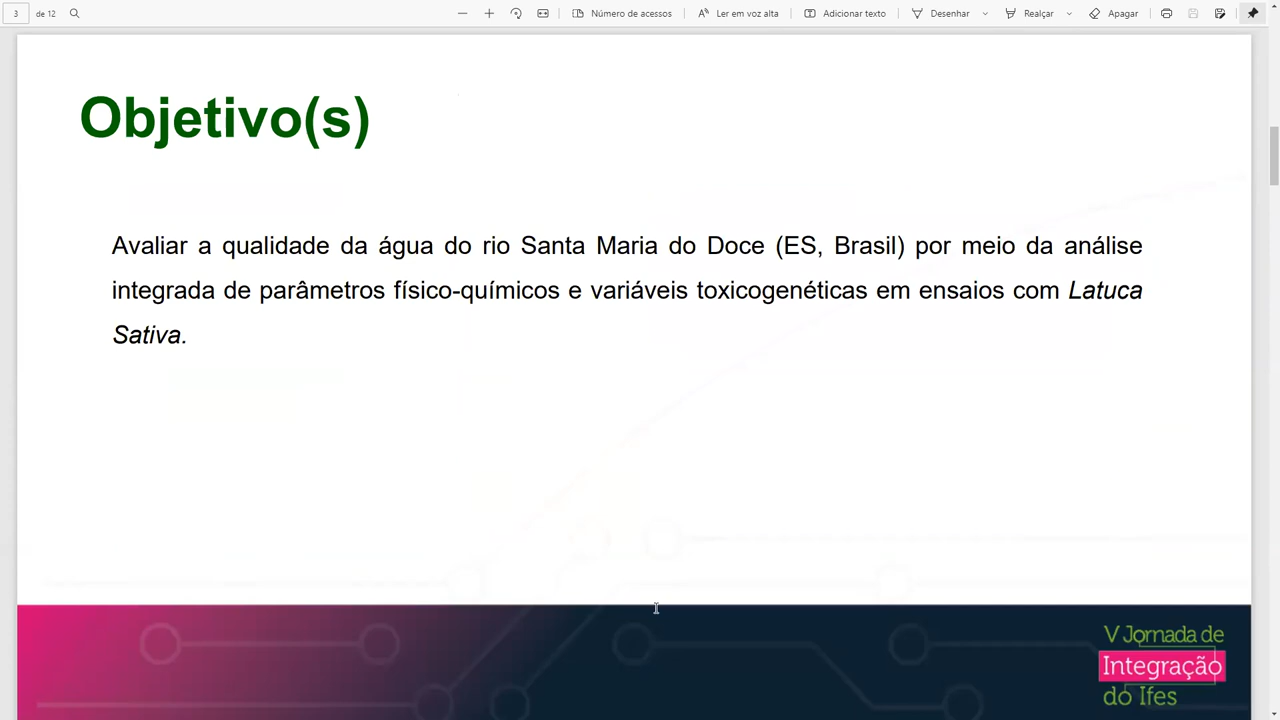 3 de 12 Número de acessos Ler em voz alta Adicionar texto Desenhar Realçar Apagar
Objetivo(s)
Avaliar a qualidade da água do rio Santa Maria do Doce (ES, Brasil) por meio da análise
integrada de parâmetros físico-químicos e variáveis toxicogenéticas em ensaios com Latuca
Sativa.
V Jornada de
Integração
do Ifes